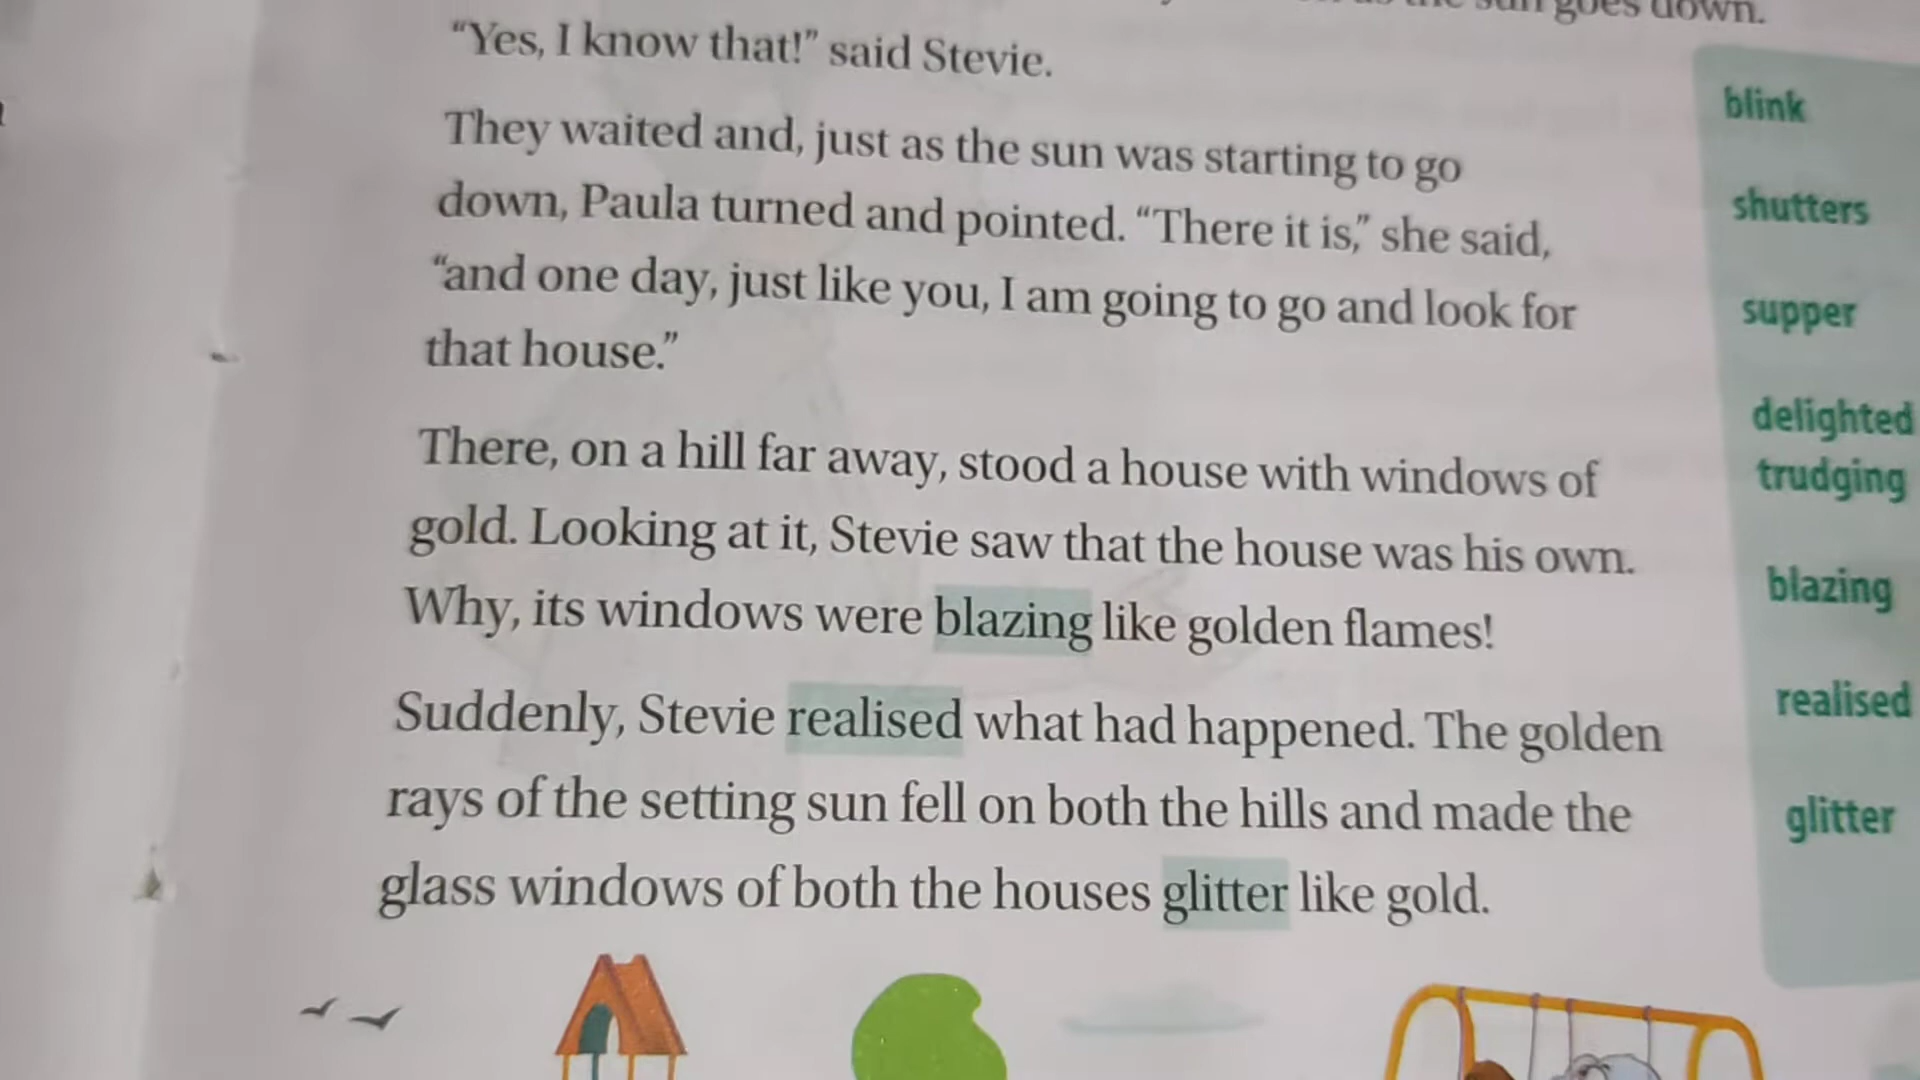 sun goes down.
“Yes, I know that!” said Stevie.
They waited and, just as the sun was starting to go
down, Paula turned and pointed. “There it is,” she said,
“and one day, just like you, I am going to go and look for
that house.”
There, on a hill far away, stood a house with windows of
gold. Looking at it, Stevie saw that the house was his own.
Why, its windows were blazing like golden flames!
Suddenly, Stevie realised what had happened. The golden
rays of the setting sun fell on both the hills and made the
glass windows of both the houses glitter like gold.
blink
shutters
supper
delighted
trudging
blazing
realised
glitter